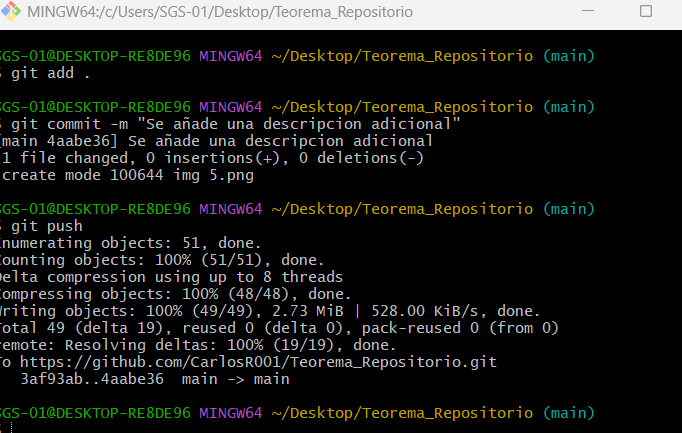 MINGW64:/c/Users/SGS-01/Desktop/Teorema_Repositorio
SGS-01@DESKTOP-RE8DE96 MINGW64 ~/Desktop/Teorema_Repositorio (main)
$ git add .
SGS-01@DESKTOP-RE8DE96 MINGW64 ~/Desktop/Teorema_Repositorio (main)
$ git commit -m "Se añade una descripcion adicional"
[main 4aabe36] Se añade una descripcion adicional
1 file changed, 0 insertions(+), 0 deletions(-)
create mode 100644 img 5.png
SGS-01@DESKTOP-RE8DE96 MINGW64 ~/Desktop/Teorema_Repositorio (main)
$ git push
Enumerating objects: 51, done.
Counting objects: 100% (51/51), done.
Delta compression using up to 8 threads
Compressing objects: 100% (48/48), done.
Writing objects: 100% (49/49), 2.73 MiB | 528.00 KiB/s, done.
Total 49 (delta 19), reused 0 (delta 0), pack-reused 0 (from 0)
remote: Resolving deltas: 100% (19/19), done.
To https://github.com/CarlosR001/Teorema_Repositorio.git
3af93ab..4aabe36 main -> main
SGS-01@DESKTOP-RE8DE96 MINGW64 ~/Desktop/Teorema_Repositorio (main)
$